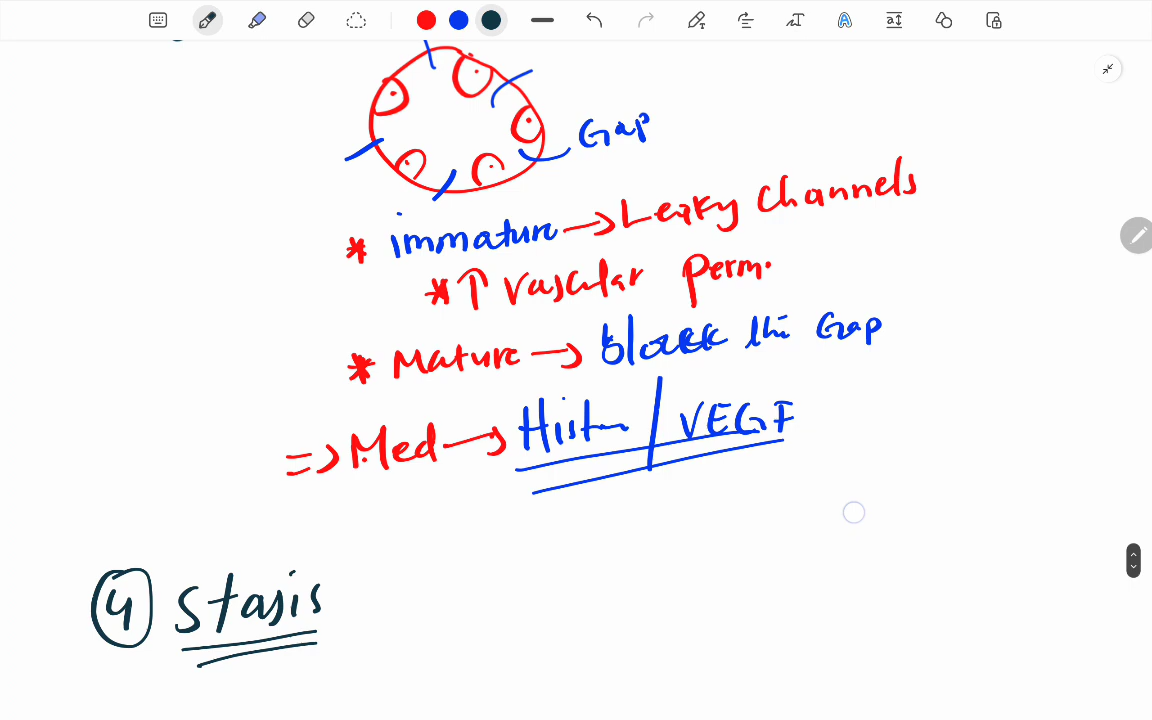 Gap
* immature → Leaky Channels
* ↑ Vascular Perm.
* Mature → block the Gap
=> Med → Hist / VEGF
④ Stasis